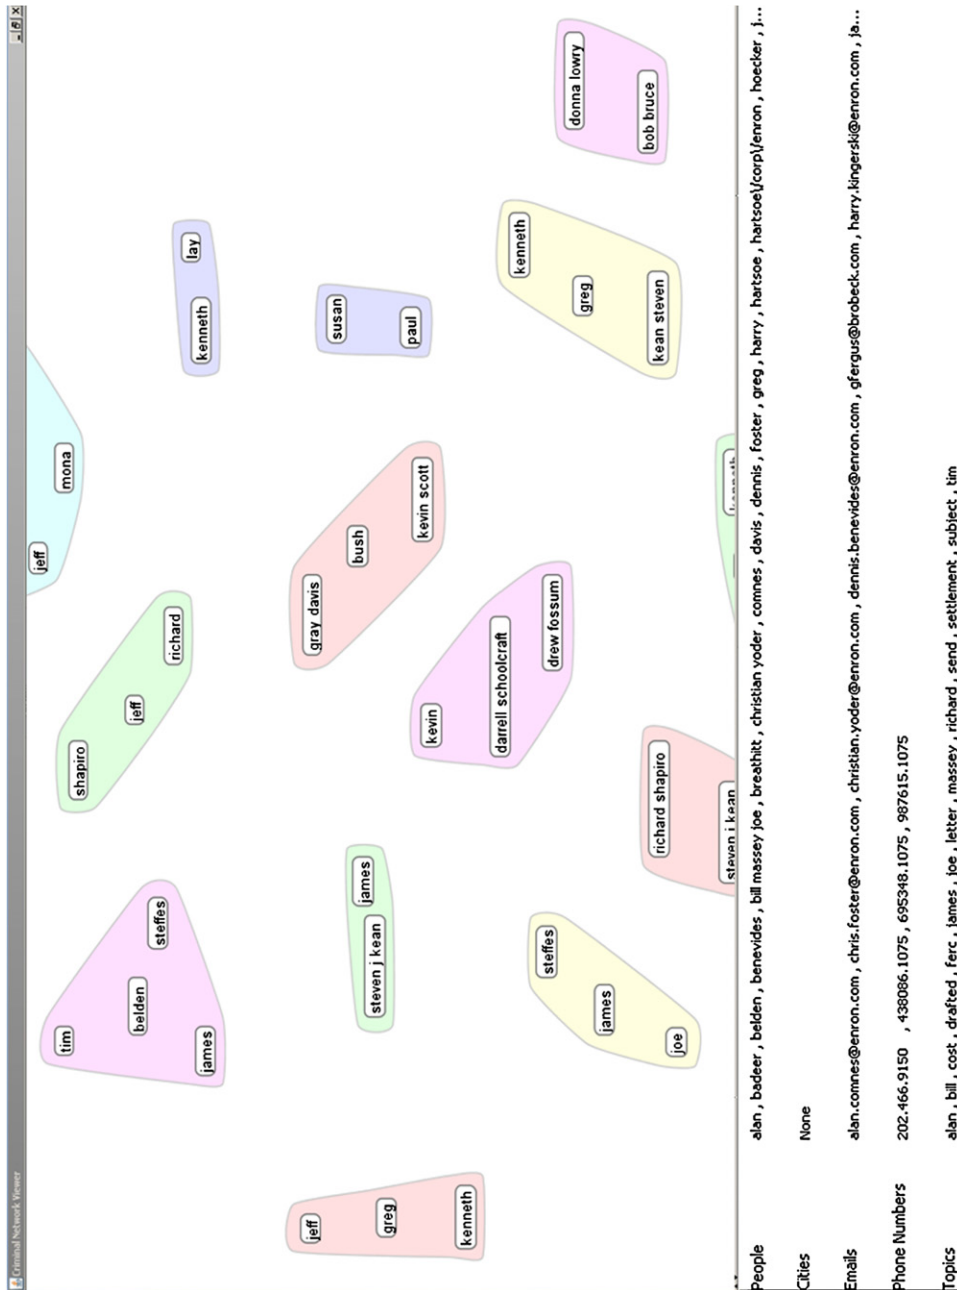 Criminal Network Viewer
jeff
mona
tim
belden
steffes
james
shapiro
jeff
richard
kenneth
lay
jeff
greg
kenneth
gray davis
bush
kevin scott
susan
paul
steven j kean
james
kevin
darrell schoolcraft
drew fossum
kenneth
greg
kean steven
steffes
james
joe
donna lowry
bob bruce
richard shapiro
steven j kean
People alan , badeer , belden , benevides , bill massey joe , breathitt , christian yoder , comnes , davis , dennis , foster , greg , harry , hartsoe , hartsoe\/corp\/enron , hoecker , j...
Cities None
Emails alan.comnes@enron.com , chris.foster@enron.com , christian.yoder@enron.com , dennis.benevides@enron.com , gfergus@brobeck.com , harry.kingerski@enron.com , ja...
Phone Numbers 202.466.9150 , 438086.1075 , 695348.1075 , 987615.1075
Topics alan , bill , cost , drafted , ferc , james , joe , letter , massey , richard , send , settlement , subject , tim